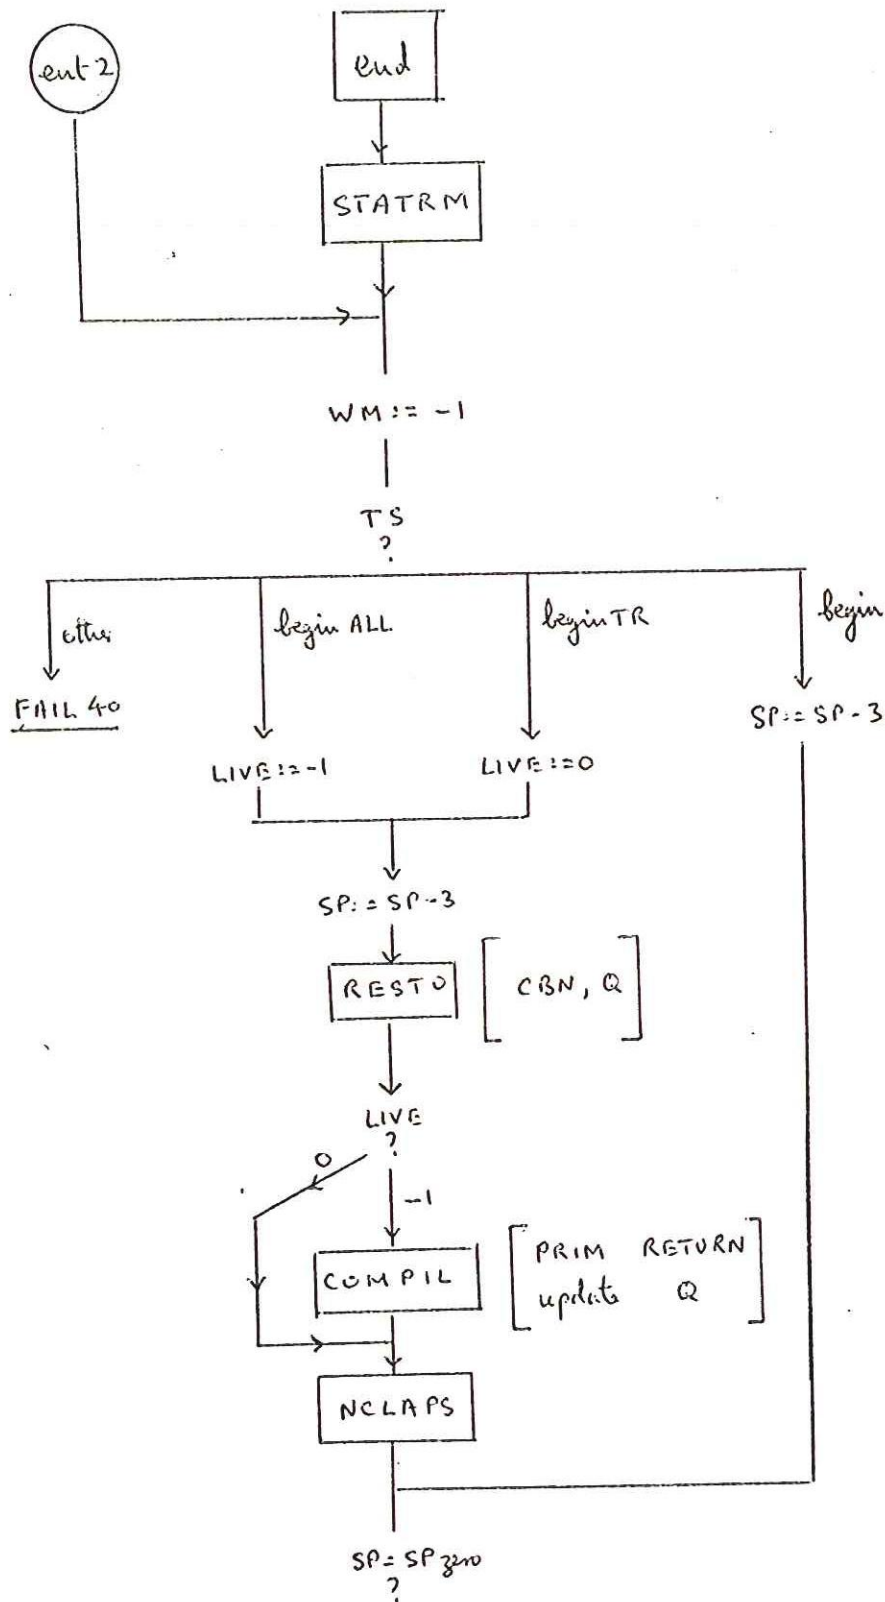 ent 2
end
STATRM
WM := -1
TS
?
other
begin ALL
begin TR
begin
FAIL 40
SP := SP - 3
LIVE := -1
LIVE := 0
SP := SP - 3
RESTO
CBN, Q
LIVE
?
0
-1
COMPIL
PRIM RETURN
update Q
NCLAPS
SP = SP zero
?